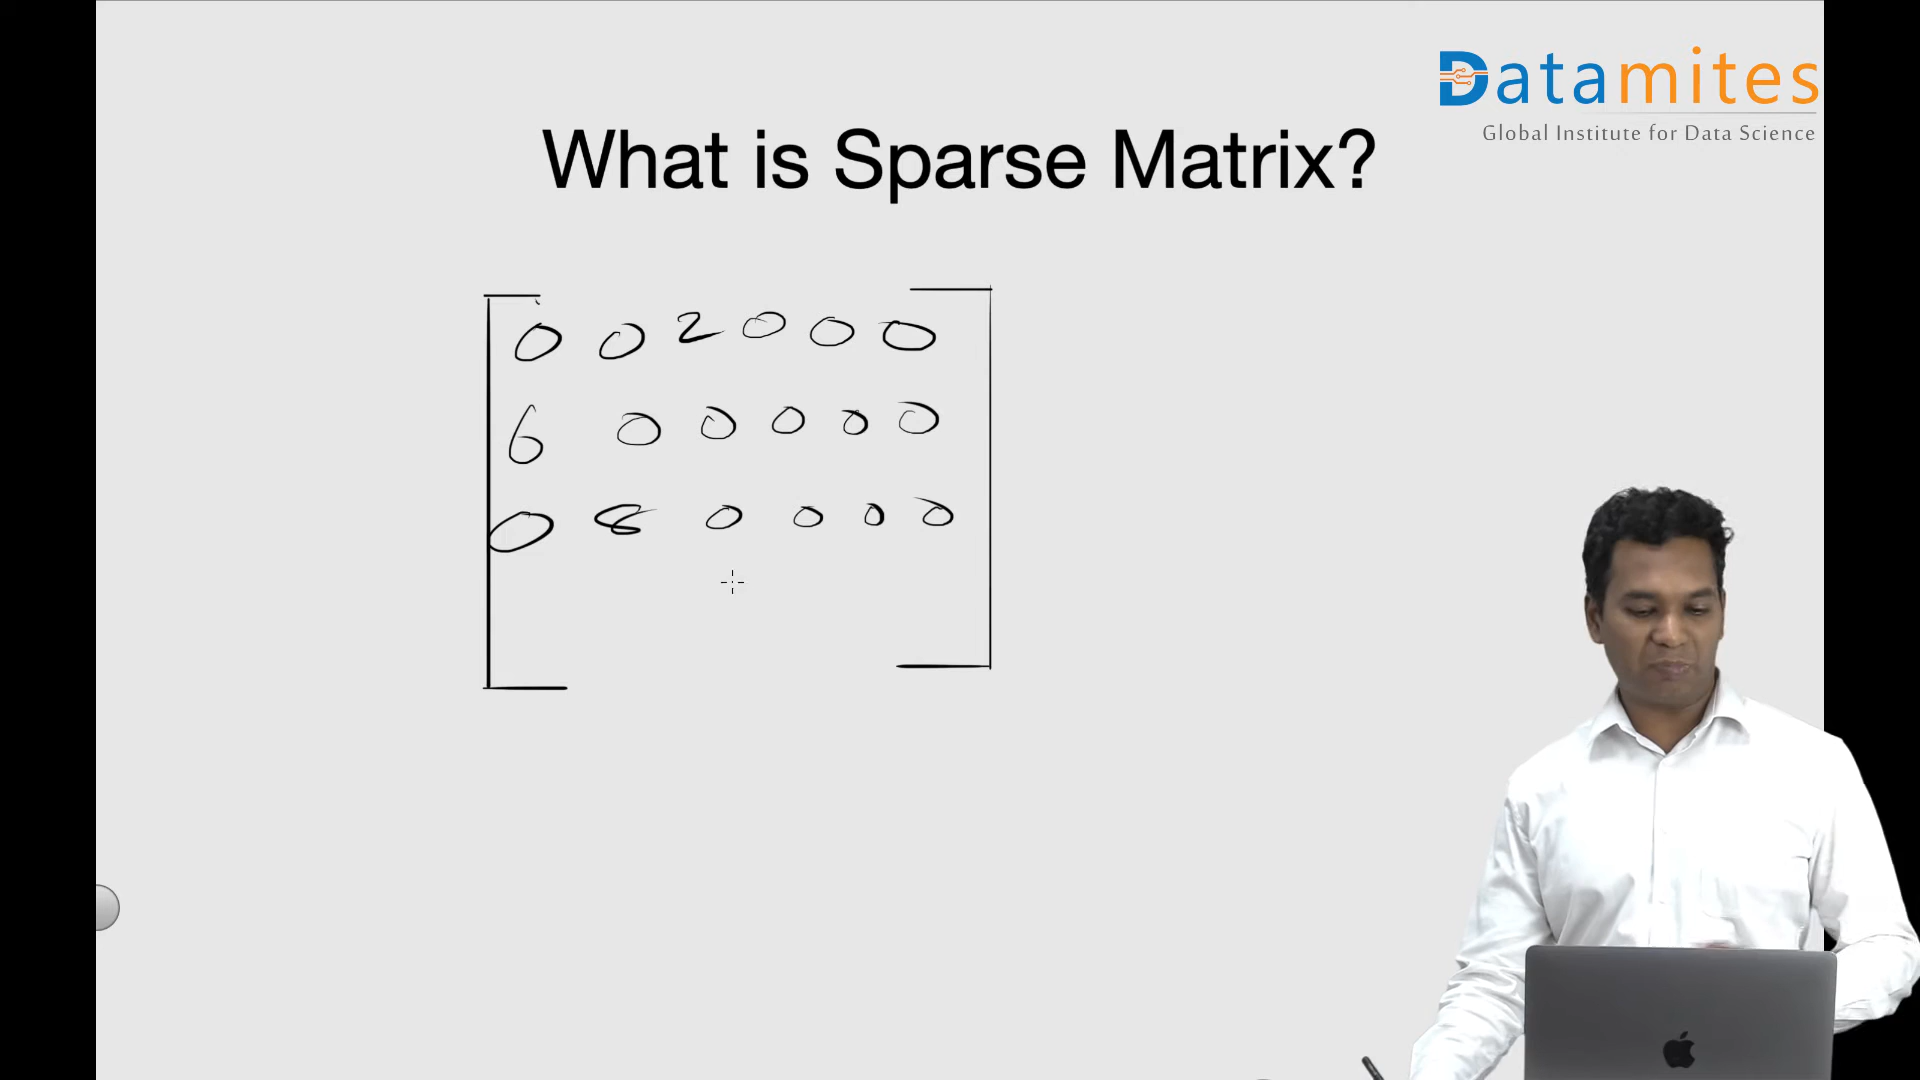 Datamites
Global Institute for Data Science
What is Sparse Matrix?
0 0 2 0 0 0
6 0 0 0 0 0
0 8 0 0 0 0